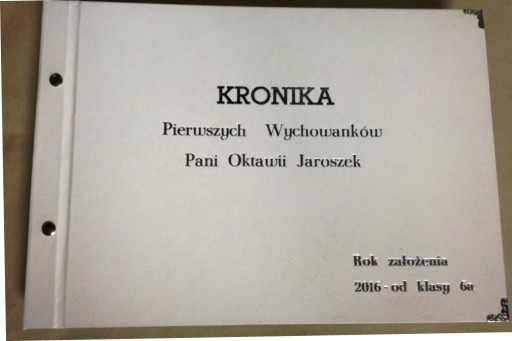 KRONIKA
Pierwszych Wychowanków
Pani Oktawii Jaroszek
Rok założenia
2016-od klasy 6a